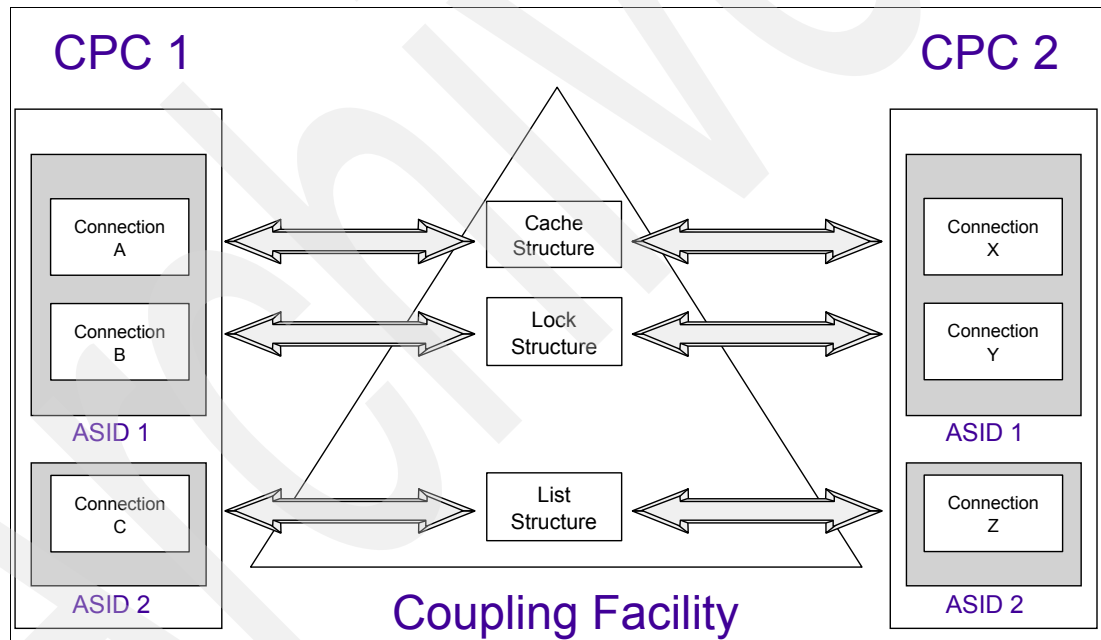 CPC 1
CPC 2
Connection
A
Cache
Structure
Connection
X
Connection
B
Lock
Structure
Connection
Y
ASID 1
ASID 1
Connection
C
List
Structure
Connection
Z
ASID 2
ASID 2
Coupling Facility